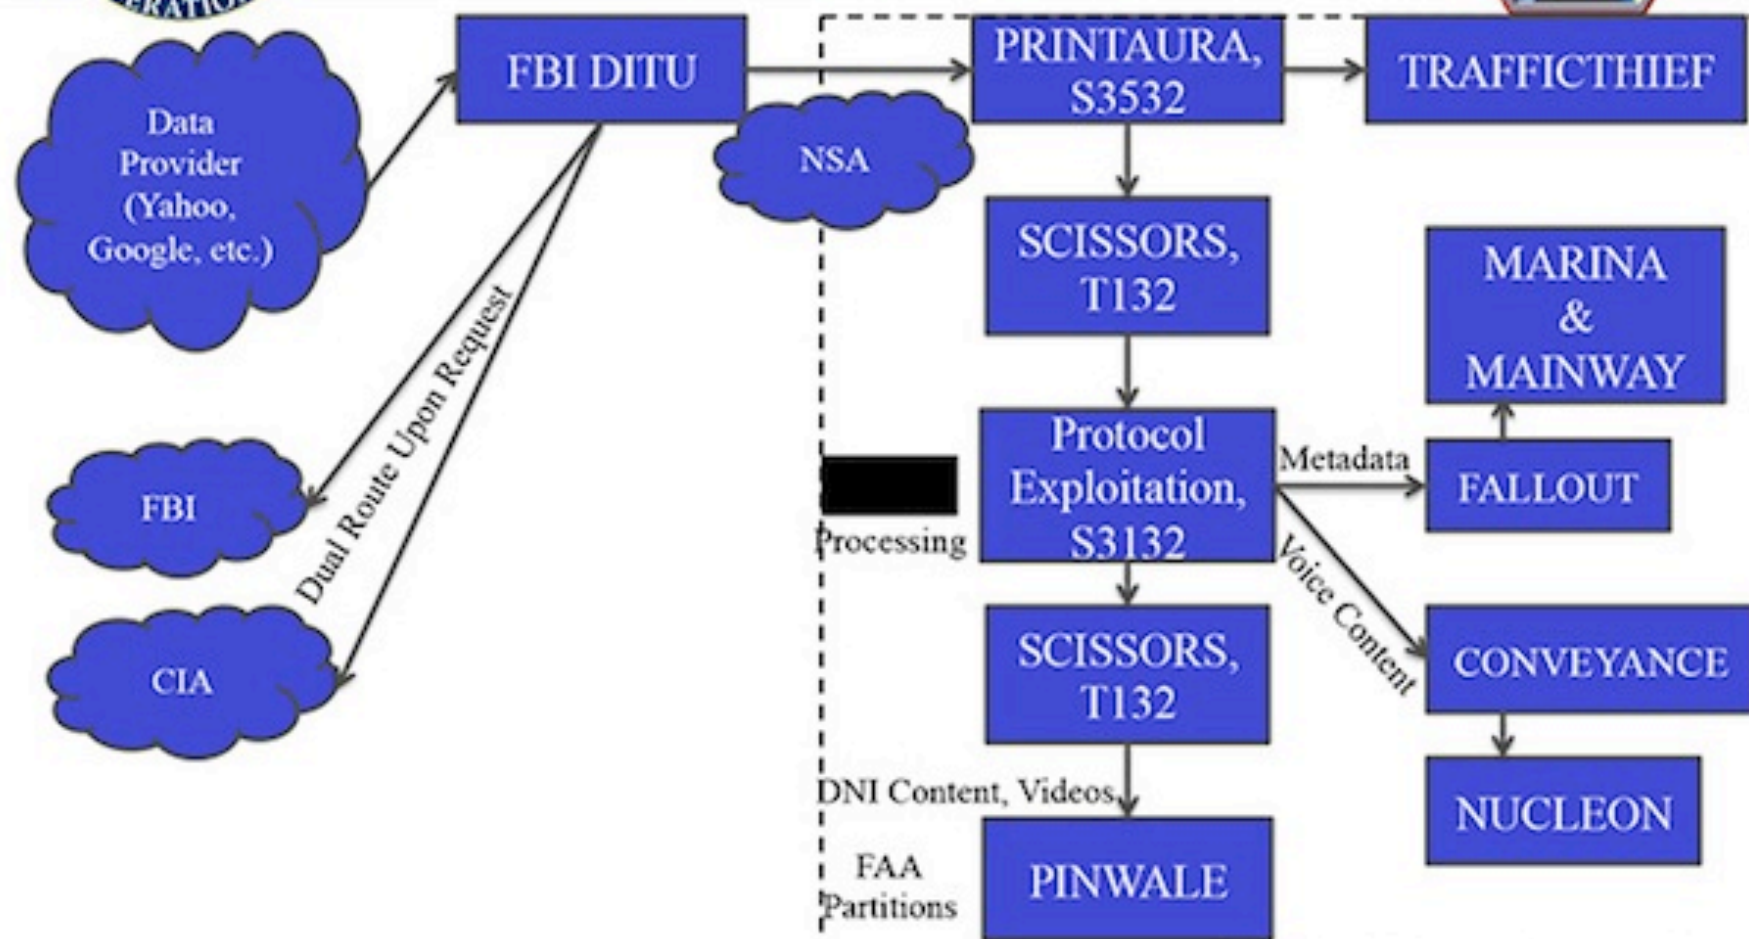 ERATION
FBI DITU
PRINTAURA,
S3532
TRAFFICTHIEF
Data
Provider
(Yahoo,
Google, etc.)
NSA
SCISSORS,
T132
MARINA
&
MAINWAY
Dual Route Upon Request
FBI
CIA
Processing
Protocol
Exploitation,
S3132
Metadata
FALLOUT
Voice Content
SCISSORS,
T132
CONVEYANCE
DNI Content, Videos
NUCLEON
FAA
Partitions
PINWALE